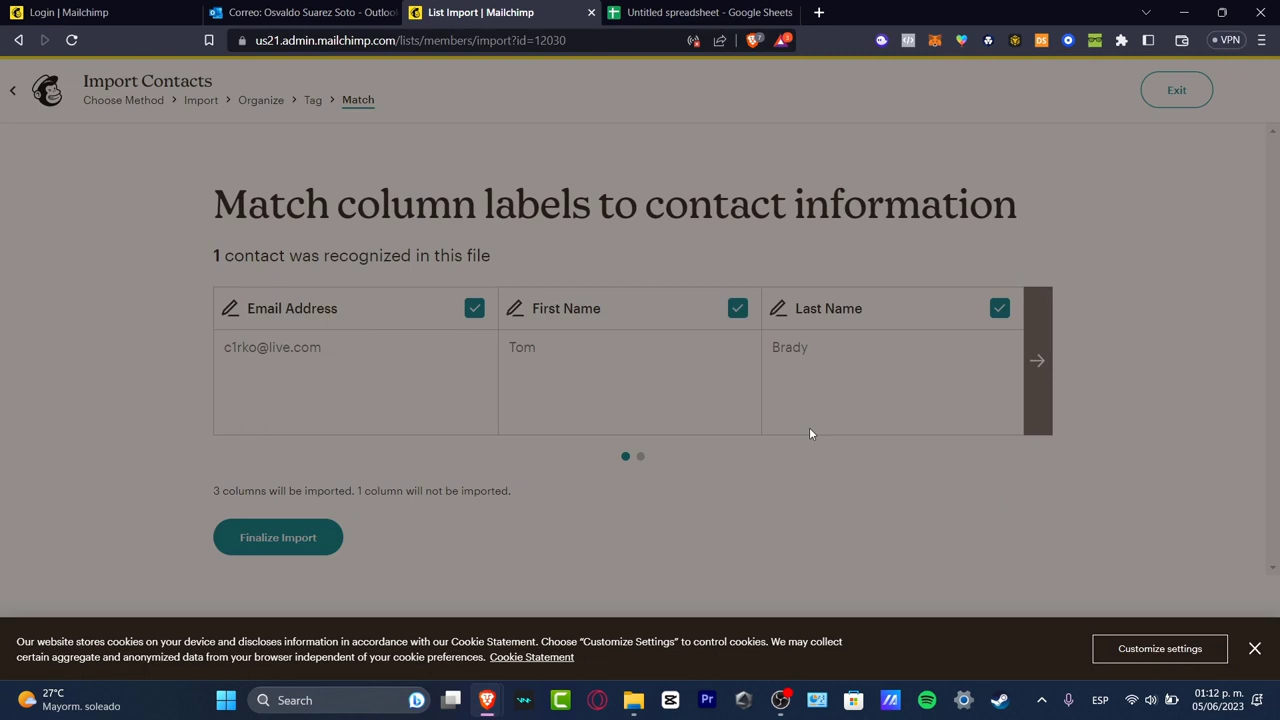 Login | Mailchimp
Correo: Osvaldo Suarez Soto - Outlool
List Import | Mailchimp
Untitled spreadsheet - Google Sheets
us21.admin.mailchimp.com/lists/members/import?id=12030
7
3
DS
VPN
Import Contacts
Choose Method > Import > Organize > Tag > Match
Exit
Match column labels to contact information
1 contact was recognized in this file
Email Address
First Name
Last Name
c1rko@live.com
Tom
Brady
3 columns will be imported. 1 column will not be imported.
Finalize Import
Our website stores cookies on your device and discloses information in accordance with our Cookie Statement. Choose “Customize Settings” to control cookies. We may collect
certain aggregate and anonymized data from your browser independent of your cookie preferences. Cookie Statement
Customize settings
27°C
Mayorm. soleado
Search
Pr
ESP
01:12 p. m.
05/06/2023